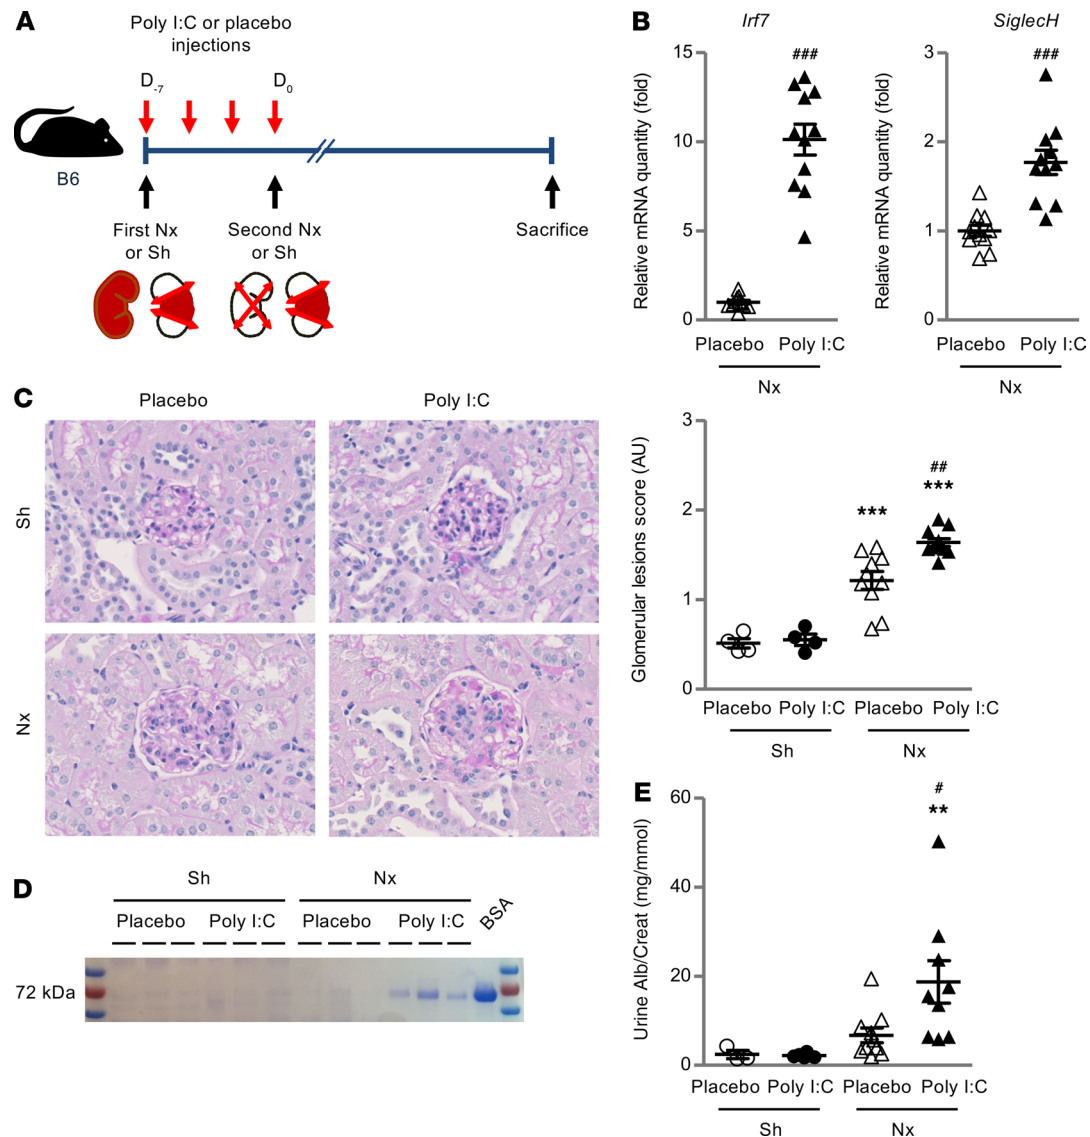 A
Poly I:C or placebo
injections
D-7
D0
B6
First Nx
or Sh
Second Nx
or Sh
Sacrifice
B
Irf7
Relative mRNA quantity (fold)
15
10
5
0
###
Placebo
Poly I:C
Nx
SiglecH
Relative mRNA quantity (fold)
3
2
1
0
###
Placebo
Poly I:C
Nx
C
Placebo
Poly I:C
Sh
Nx
Glomerular lesions score (AU)
3
2
1
0
***
##
***
Placebo
Poly I:C
Placebo
Poly I:C
Sh
Nx
D
Sh
Nx
Placebo
Poly I:C
Placebo
Poly I:C
BSA
72 kDa
E
Urine Alb/Creat (mg/mmol)
60
40
20
0
#
**
Placebo
Poly I:C
Placebo
Poly I:C
Sh
Nx